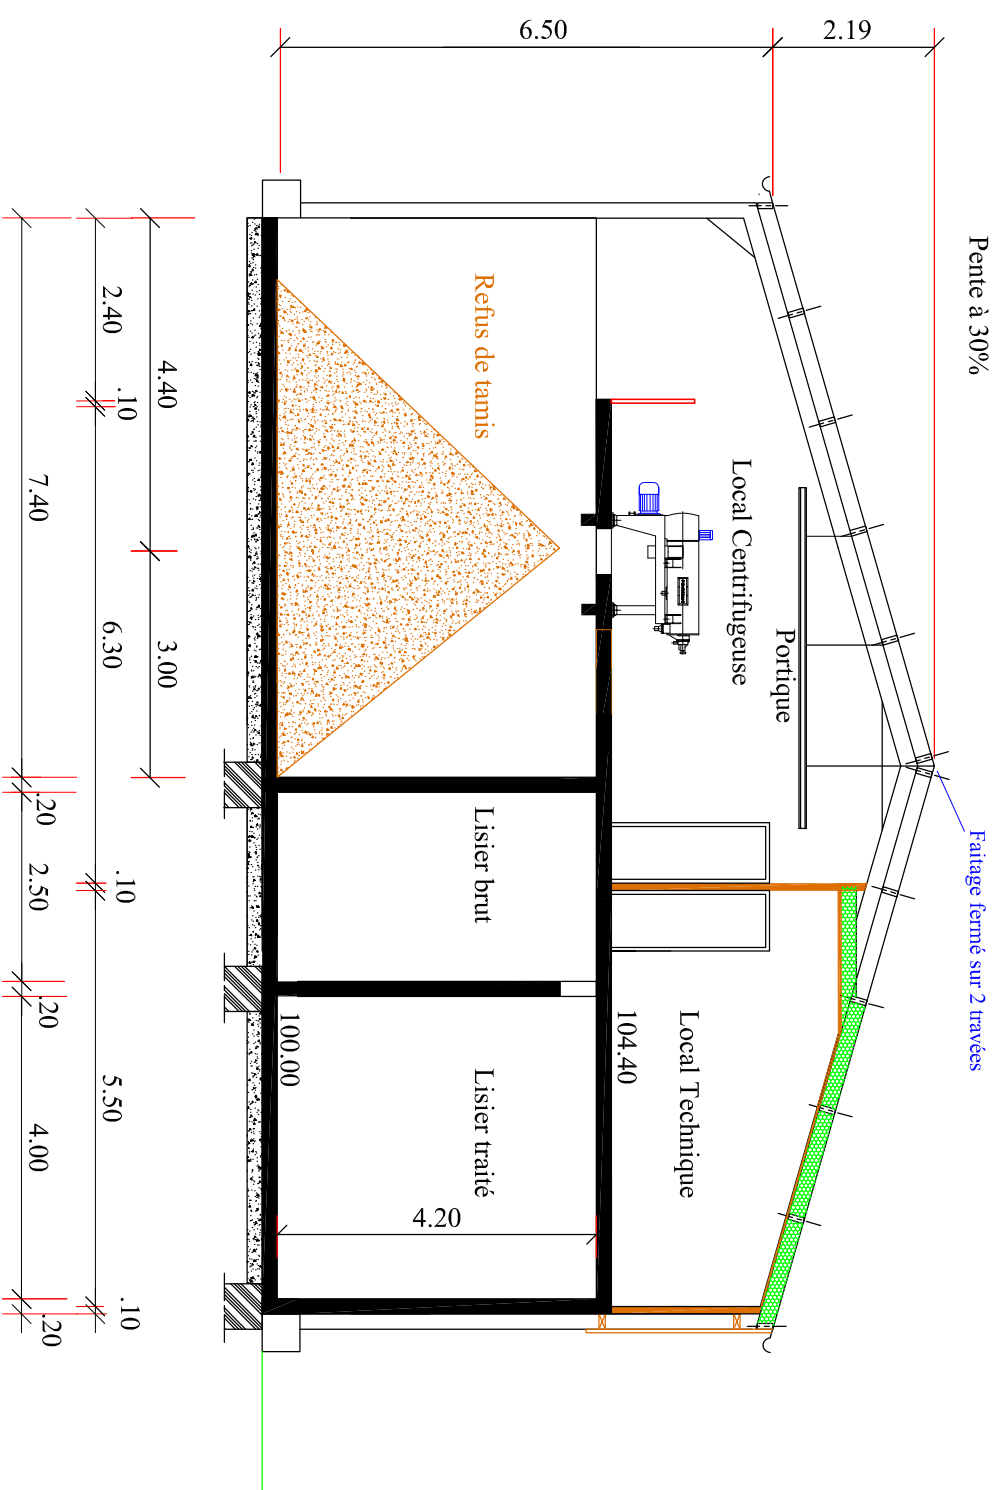 Pente à 30%
Faitage fermé sur 2 travées
2.19
6.50
Portique
Local Centrifugeuse
Local Technique
104.40
Refus de tamis
Lisier brut
Lisier traité
4.20
100.00
4.40
3.00
2.40
.10
6.30
.10
5.50
.10
7.40
.20
2.50
.20
4.00
.20